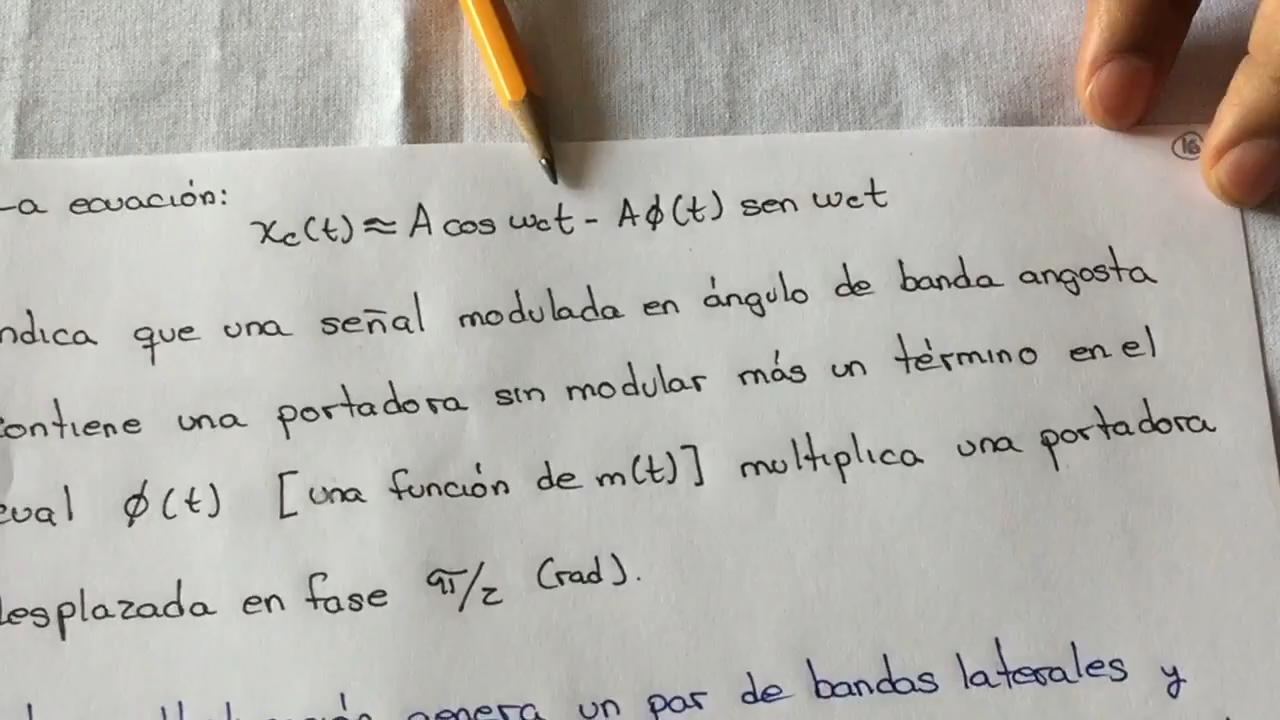 16
-a ecuación:
xc(t) ≈ A cos wct - Aϕ(t) sen wct
ndica que una señal modulada en ángulo de banda angosta
contiene una portadora sin modular más un término en el
cual ϕ(t) [una función de m(t)] multiplica una portadora
desplazada en fase π/2 (rad).
genera un par de bandas laterales y